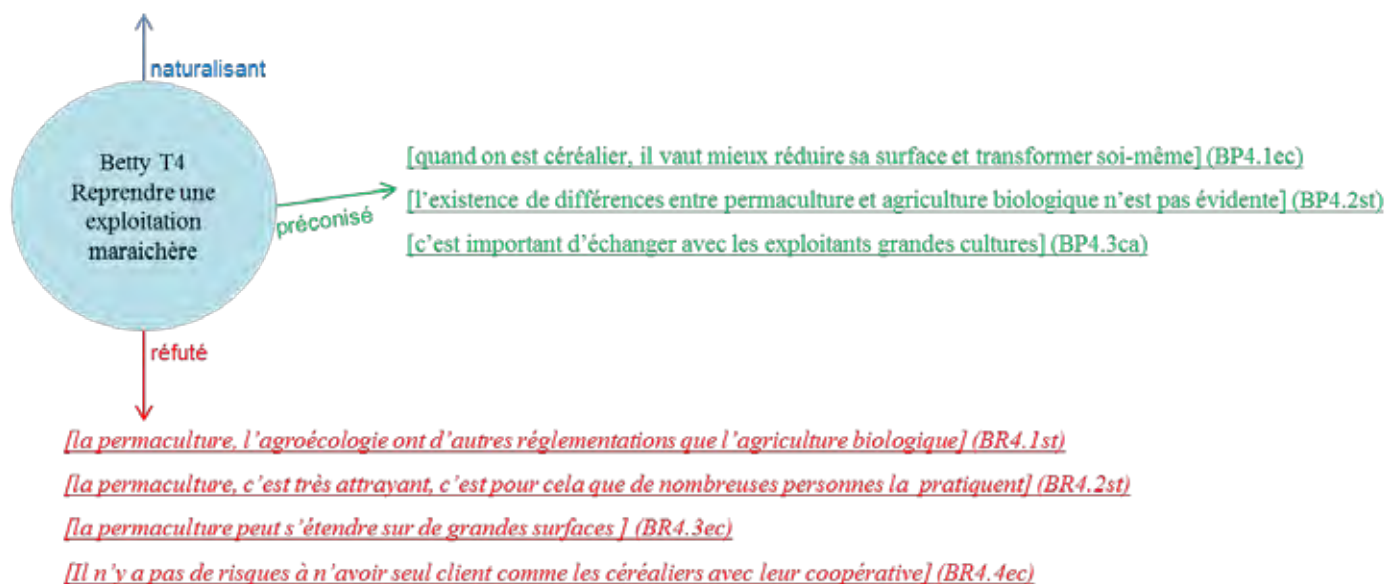 naturalisant
Betty T4
Reprendre une
exploitation
maraichère
préconisé
[quand on est céréalier, il vaut mieux réduire sa surface et transformer soi-même] (BP4.1ec)
[l'existence de différences entre permaculture et agriculture biologique n'est pas évidente] (BP4.2st)
[c'est important d'échanger avec les exploitants grandes cultures] (BP4.3ca)
réfuté
[la permaculture, l'agroécologie ont d'autres réglementations que l'agriculture biologique] (BR4.1st)
[la permaculture, c'est très attrayant, c'est pour cela que de nombreuses personnes la pratiquent] (BR4.2st)
[la permaculture peut s'étendre sur de grandes surfaces ] (BR4.3ec)
[Il n'y a pas de risques à n'avoir seul client comme les céréaliers avec leur coopérative] (BR4.4ec)